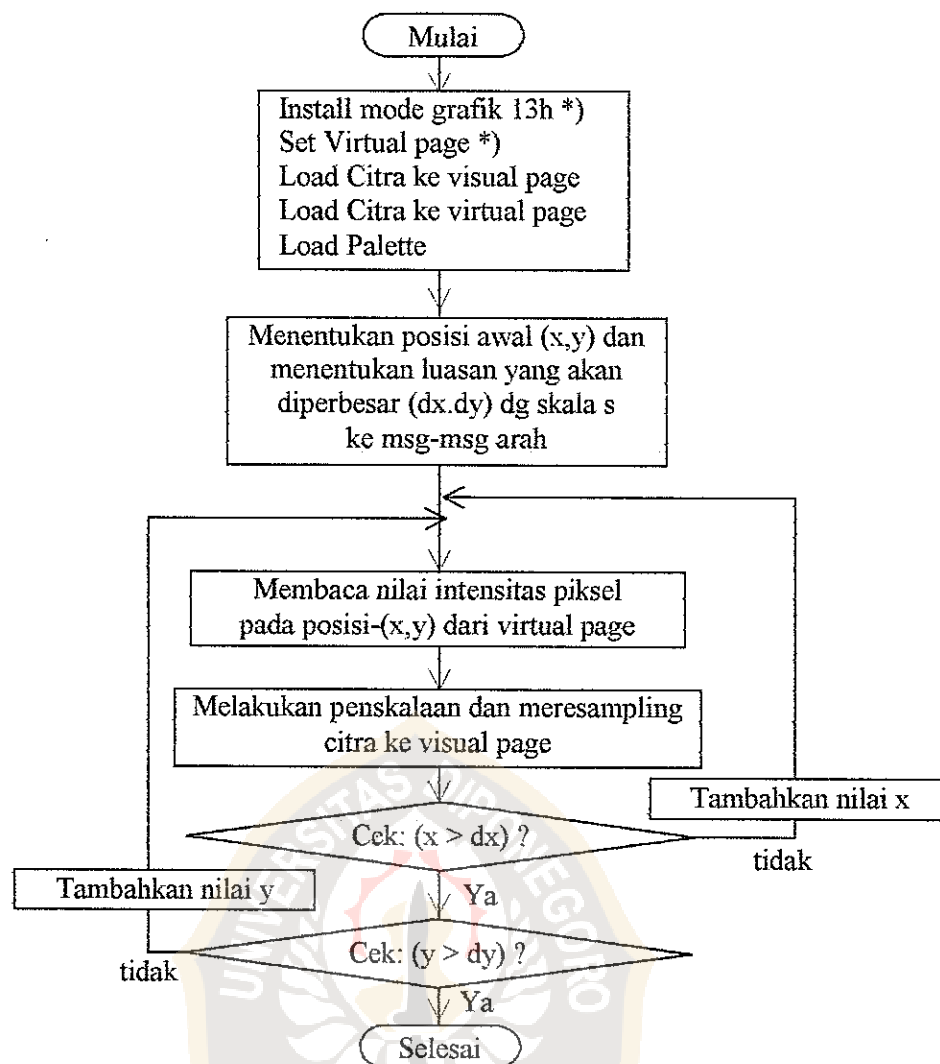 Mulai
Install mode grafik 13h *)
Set Virtual page *)
Load Citra ke visual page
Load Citra ke virtual page
Load Palette
Menentukan posisi awal (x,y) dan
menentukan luasan yang akan
diperbesar (dx.dy) dg skala s
ke msg-msg arah
Membaca nilai intensitas piksel
pada posisi-(x,y) dari virtual page
Melakukan penskalaan dan meresampling
citra ke visual page
Tambahkan nilai x
Cek: (x > dx) ?
tidak
Ya
Tambahkan nilai y
Cek: (y > dy) ?
tidak
Ya
Selesai
UNIVERSITAS DIPONEGORO